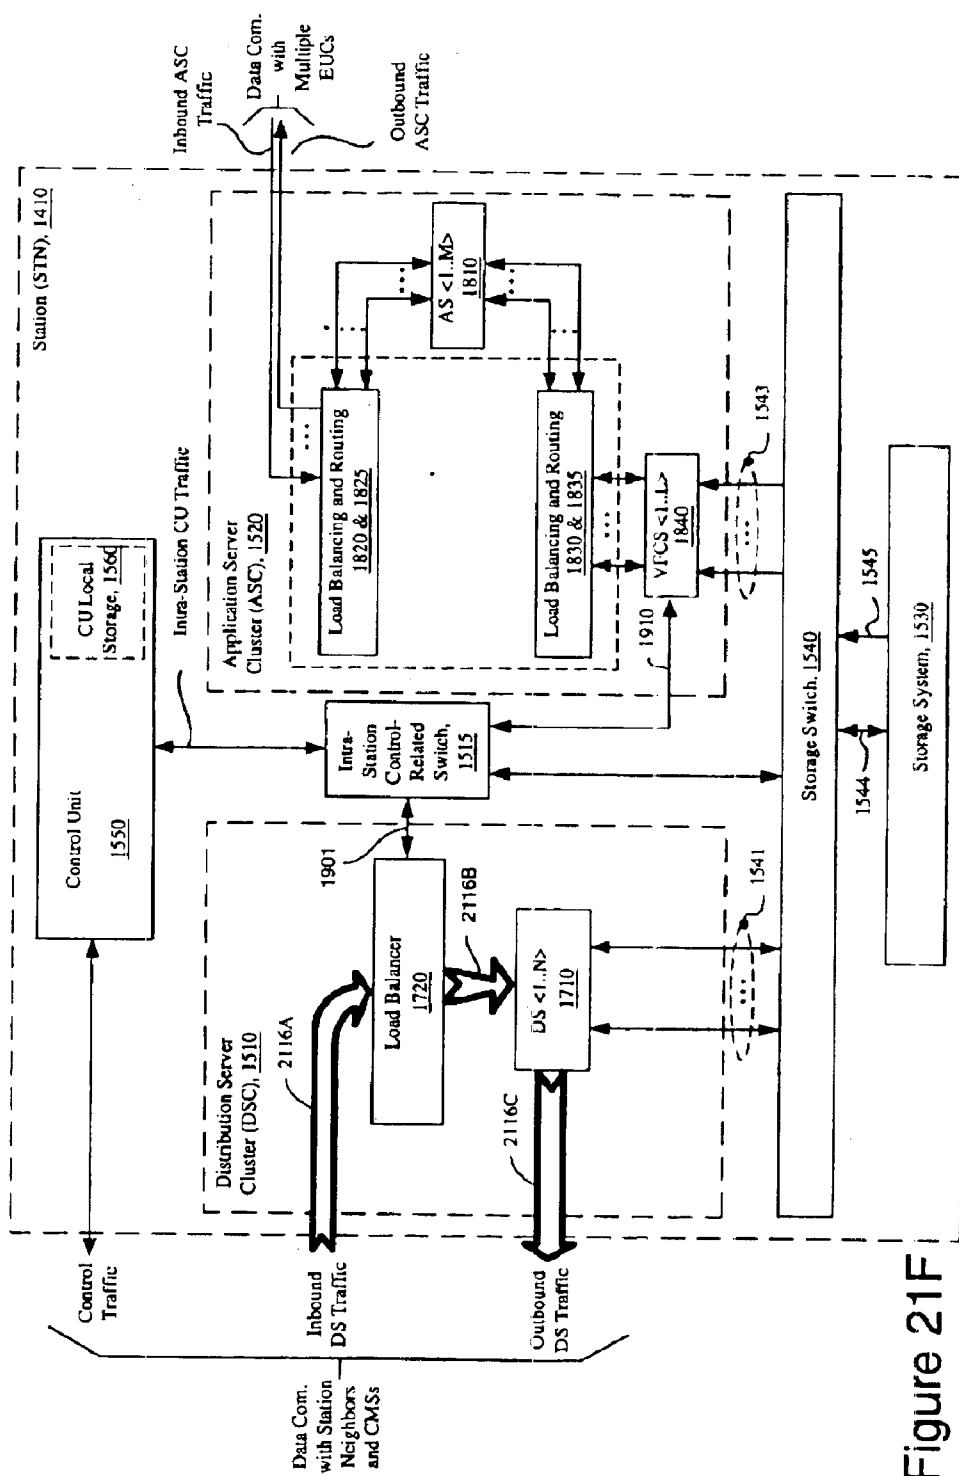 Station (STN), 1410
Control
Traffic
Control Unit
1550
CU Local
Storage, 1560
Intra-Station CU Traffic
Inbound ASC
Traffic
Data Com.
with
Multiple
EUCs
Outbound
ASC Traffic
Data Com.
with Station
Neighbors
and CMSs
Inbound
DS Traffic
Outbound
DS Traffic
Distribution Server
Cluster (DSC), 1510
2116A
Load Balancer
1720
2116B
DS <1..N>
1710
2116C
1901
Intra-
Station
Control-
Related
Switch,
1515
Application Server
Cluster (ASC), 1520
Load Balancing and Routing
1820 & 1825
AS <1..M>
1810
Load Balancing and Routing
1830 & 1835
VFCS <1..L>
1840
1910
1541
1543
Storage Switch, 1540
1544
1545
Storage System, 1530
Figure 21F